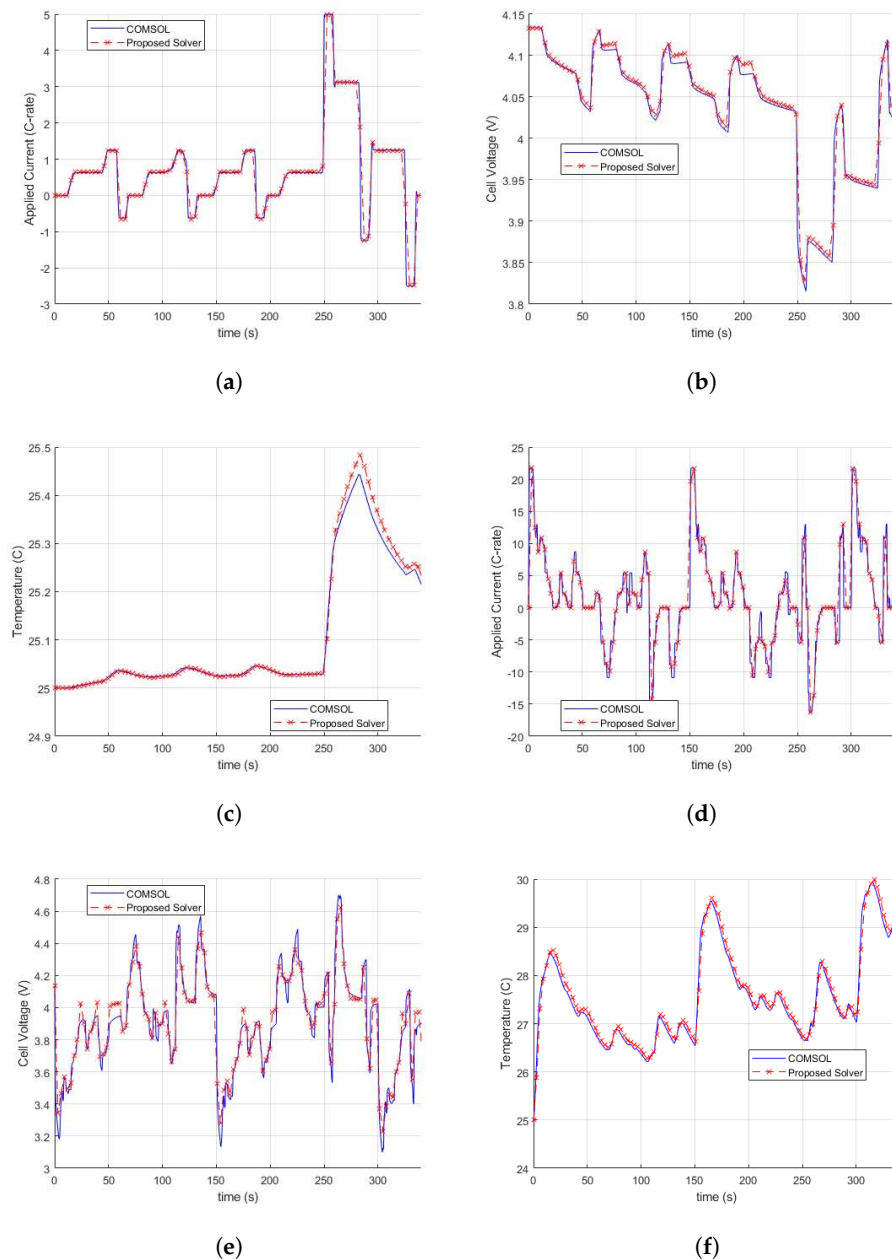 5
4
3
2
1
0
-1
-2
-3
Applied Current (C-rate)
COMSOL
Proposed Solver
0 50 100 150 200 250 300
time (s)
(a)
4.15
4.1
4.05
4
3.95
3.9
3.85
3.8
Cell Voltage (V)
COMSOL
Proposed Solver
0 50 100 150 200 250 300
time (s)
(b)
25.5
25.4
25.3
25.2
25.1
25
24.9
Temperature (C)
COMSOL
Proposed Solver
0 50 100 150 200 250 300
time (s)
(c)
25
20
15
10
5
0
-5
-10
-15
-20
Applied Current (C-rate)
COMSOL
Proposed Solver
0 50 100 150 200 250 300
time (s)
(d)
4.8
4.6
4.4
4.2
4
3.8
3.6
3.4
3.2
3
Cell Voltage (V)
COMSOL
Proposed Solver
0 50 100 150 200 250 300
time (s)
(e)
30
29
28
27
26
25
24
Temperature (C)
COMSOL
Proposed Solver
0 50 100 150 200 250 300
time (s)
(f)